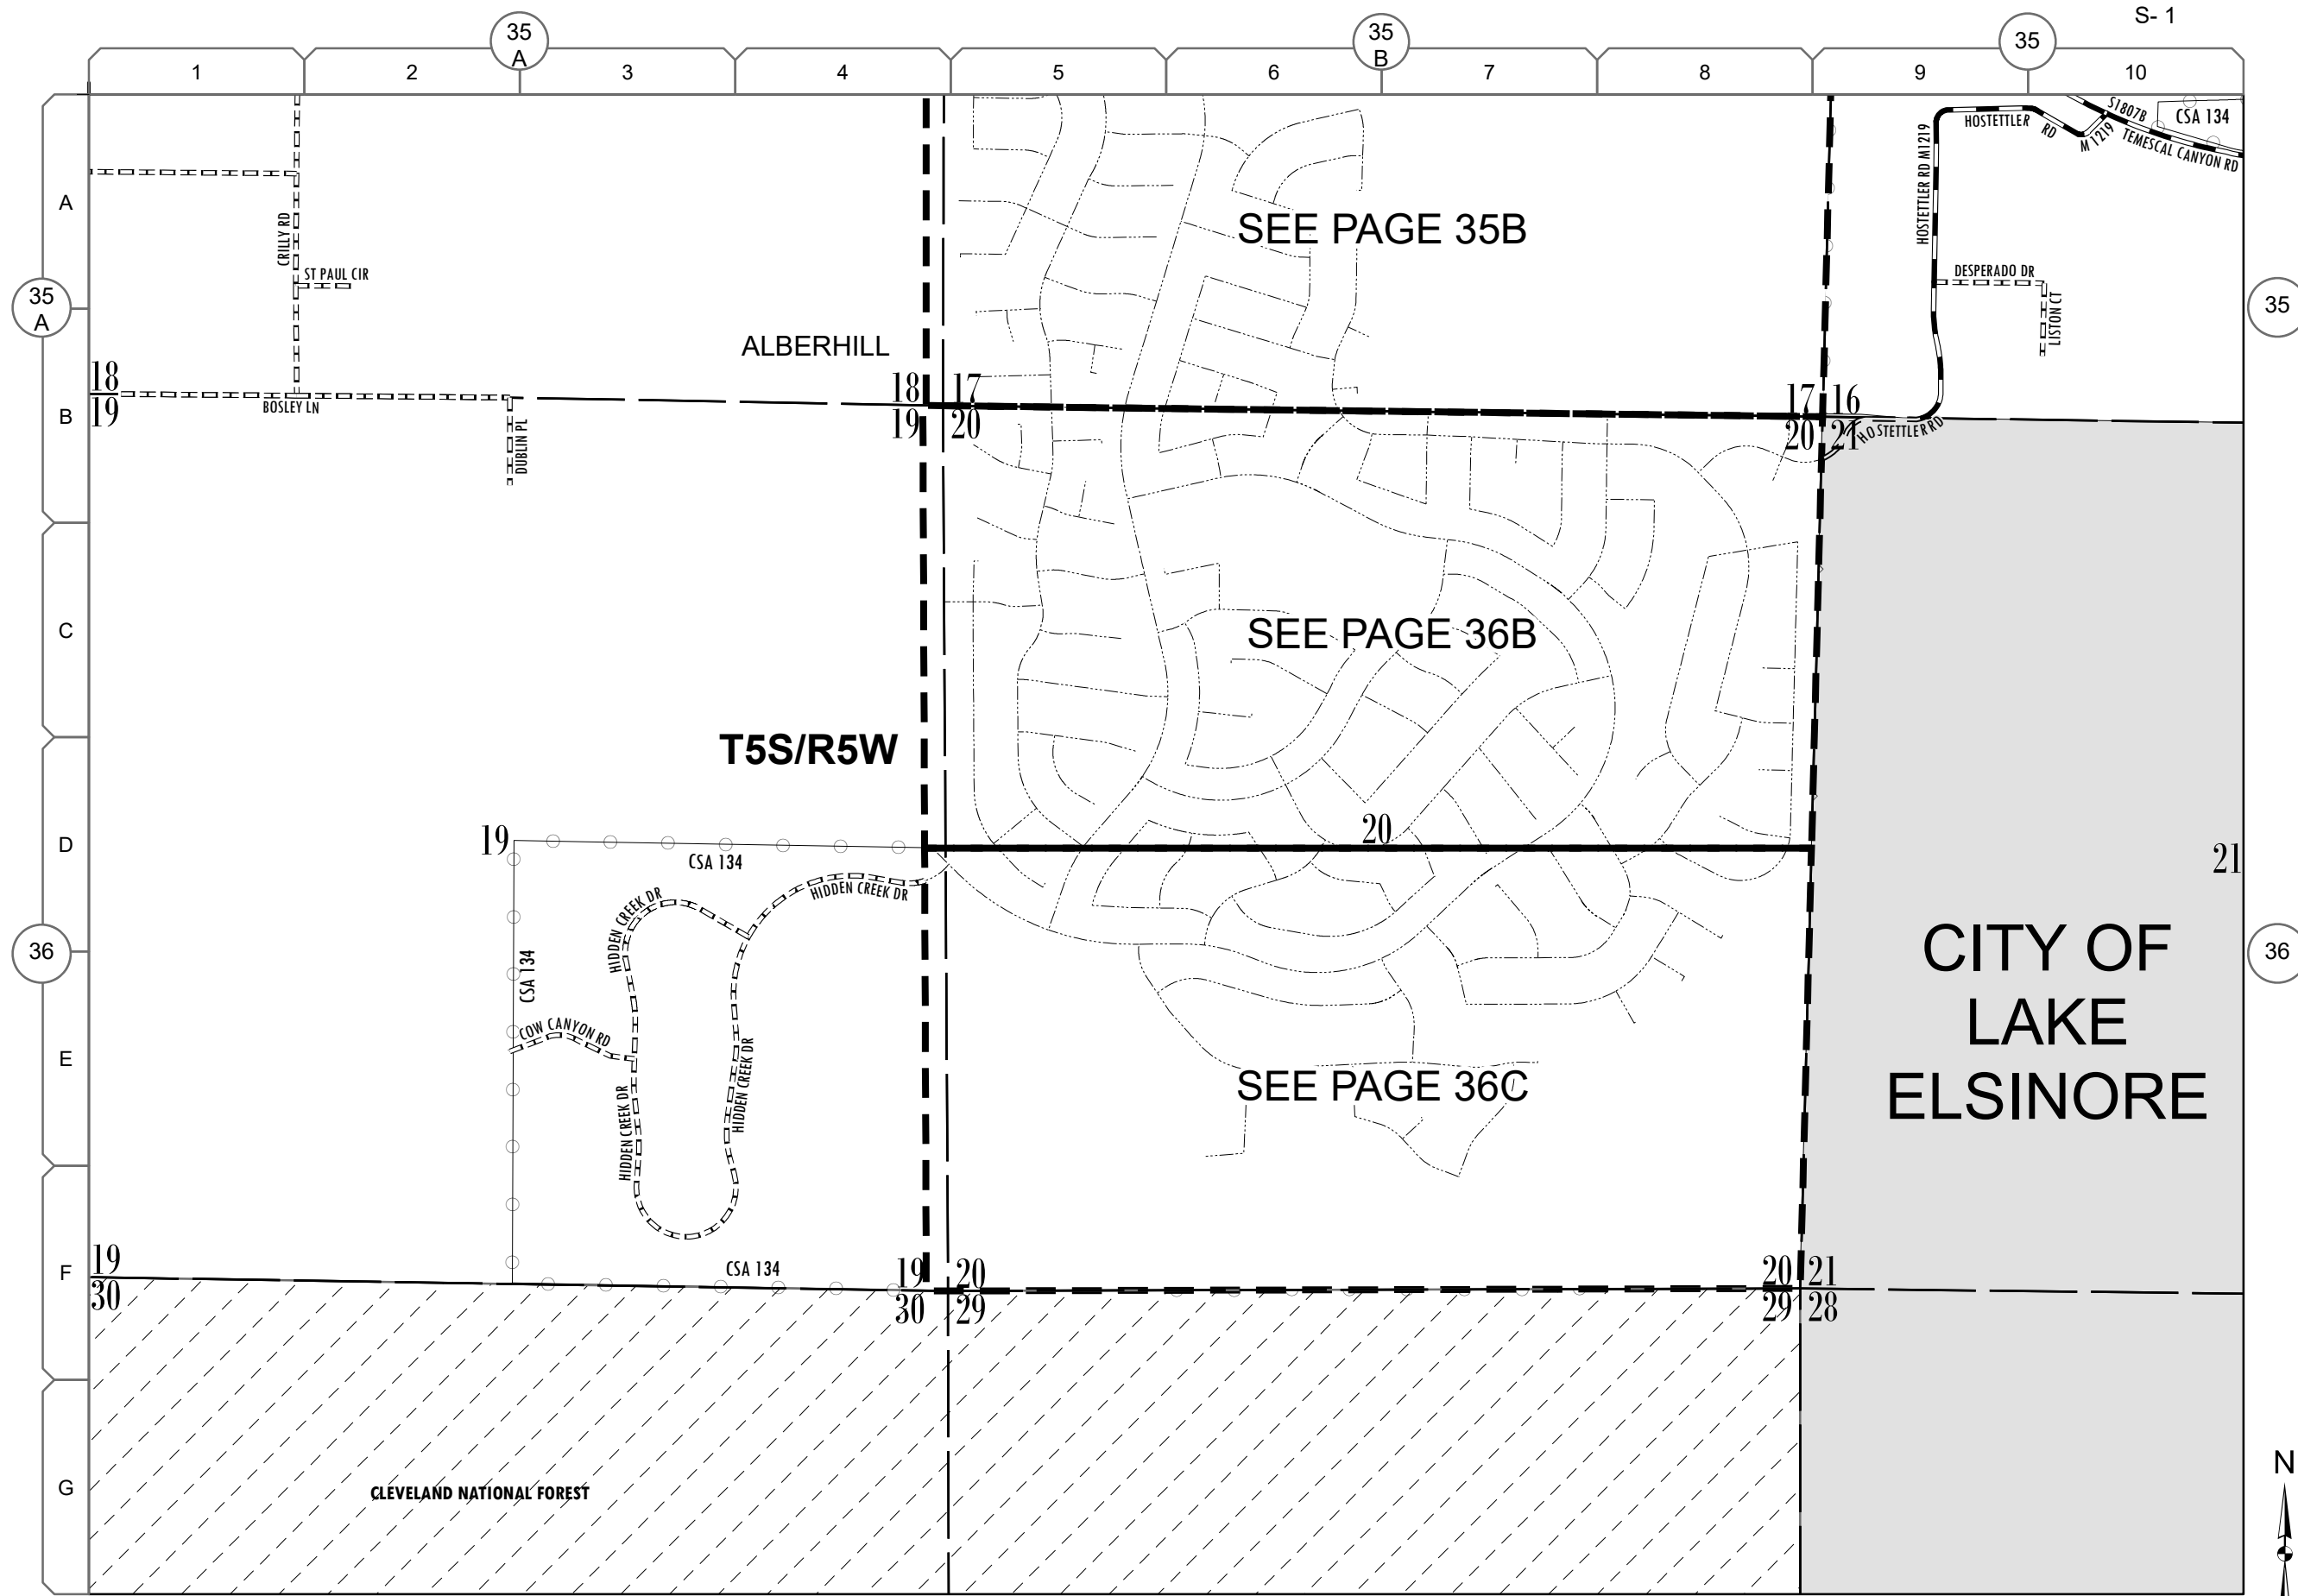 S- 1
35
A
35
B
35
1
2
3
4
5
6
7
8
9
10
A
B
C
D
E
F
G
35
A
36
35
36
CRILLY RD
ST PAUL CIR
BOSLEY LN
DUBLIN PL
ALBERHILL
SEE PAGE 35B
HOSTETTLER RD M1219
HOSTETTLER RD
M 1219
S1807B
TEMESCAL CANYON RD
CSA 134
DESPERADO DR
LISTON CT
HOSTETTLER RD
18
19
18
17
19
20
17
16
20
21
SEE PAGE 36B
T5S/R5W
19
CSA 134
20
21
HIDDEN CREEK DR
HIDDEN CREEK DR
CSA 134
COW CANYON RD
HIDDEN CREEK DR
HIDDEN CREEK DR
CITY OF
LAKE
ELSINORE
SEE PAGE 36C
CSA 134
19
30
19
20
30
29
20
21
29
28
CLEVELAND NATIONAL FOREST
N